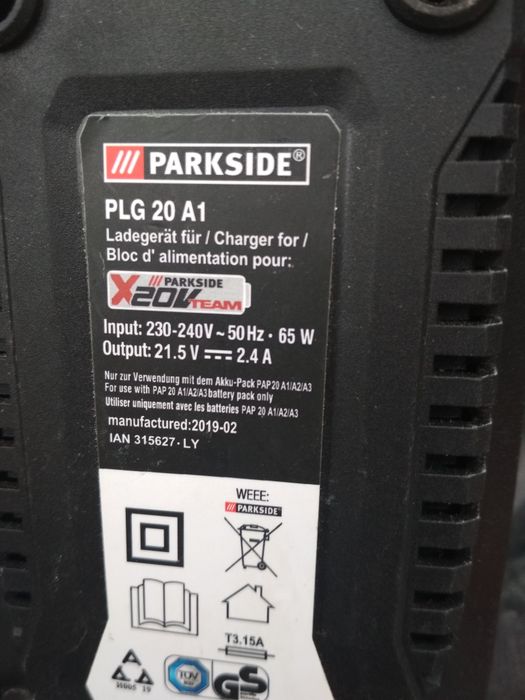 /// PARKSIDE®
PLG 20 A1
Ladegerät für / Charger for /
Bloc d' alimentation pour:
/// PARKSIDE
X20V TEAM
Input: 230-240V ~ 50Hz · 65 W
Output: 21.5 V ⎓ 2.4 A
Nur zur Verwendung mit dem Akku-Pack PAP 20 A1/A2/A3
For use with PAP 20 A1/A2/A3 battery pack only
Utiliser uniquement avec les batteries PAP 20 A1/A2/A3
manufactured:2019-02
IAN 315627 · LY
WEEE:
/// PARKSIDE®
T3.15A
TÜV
GS